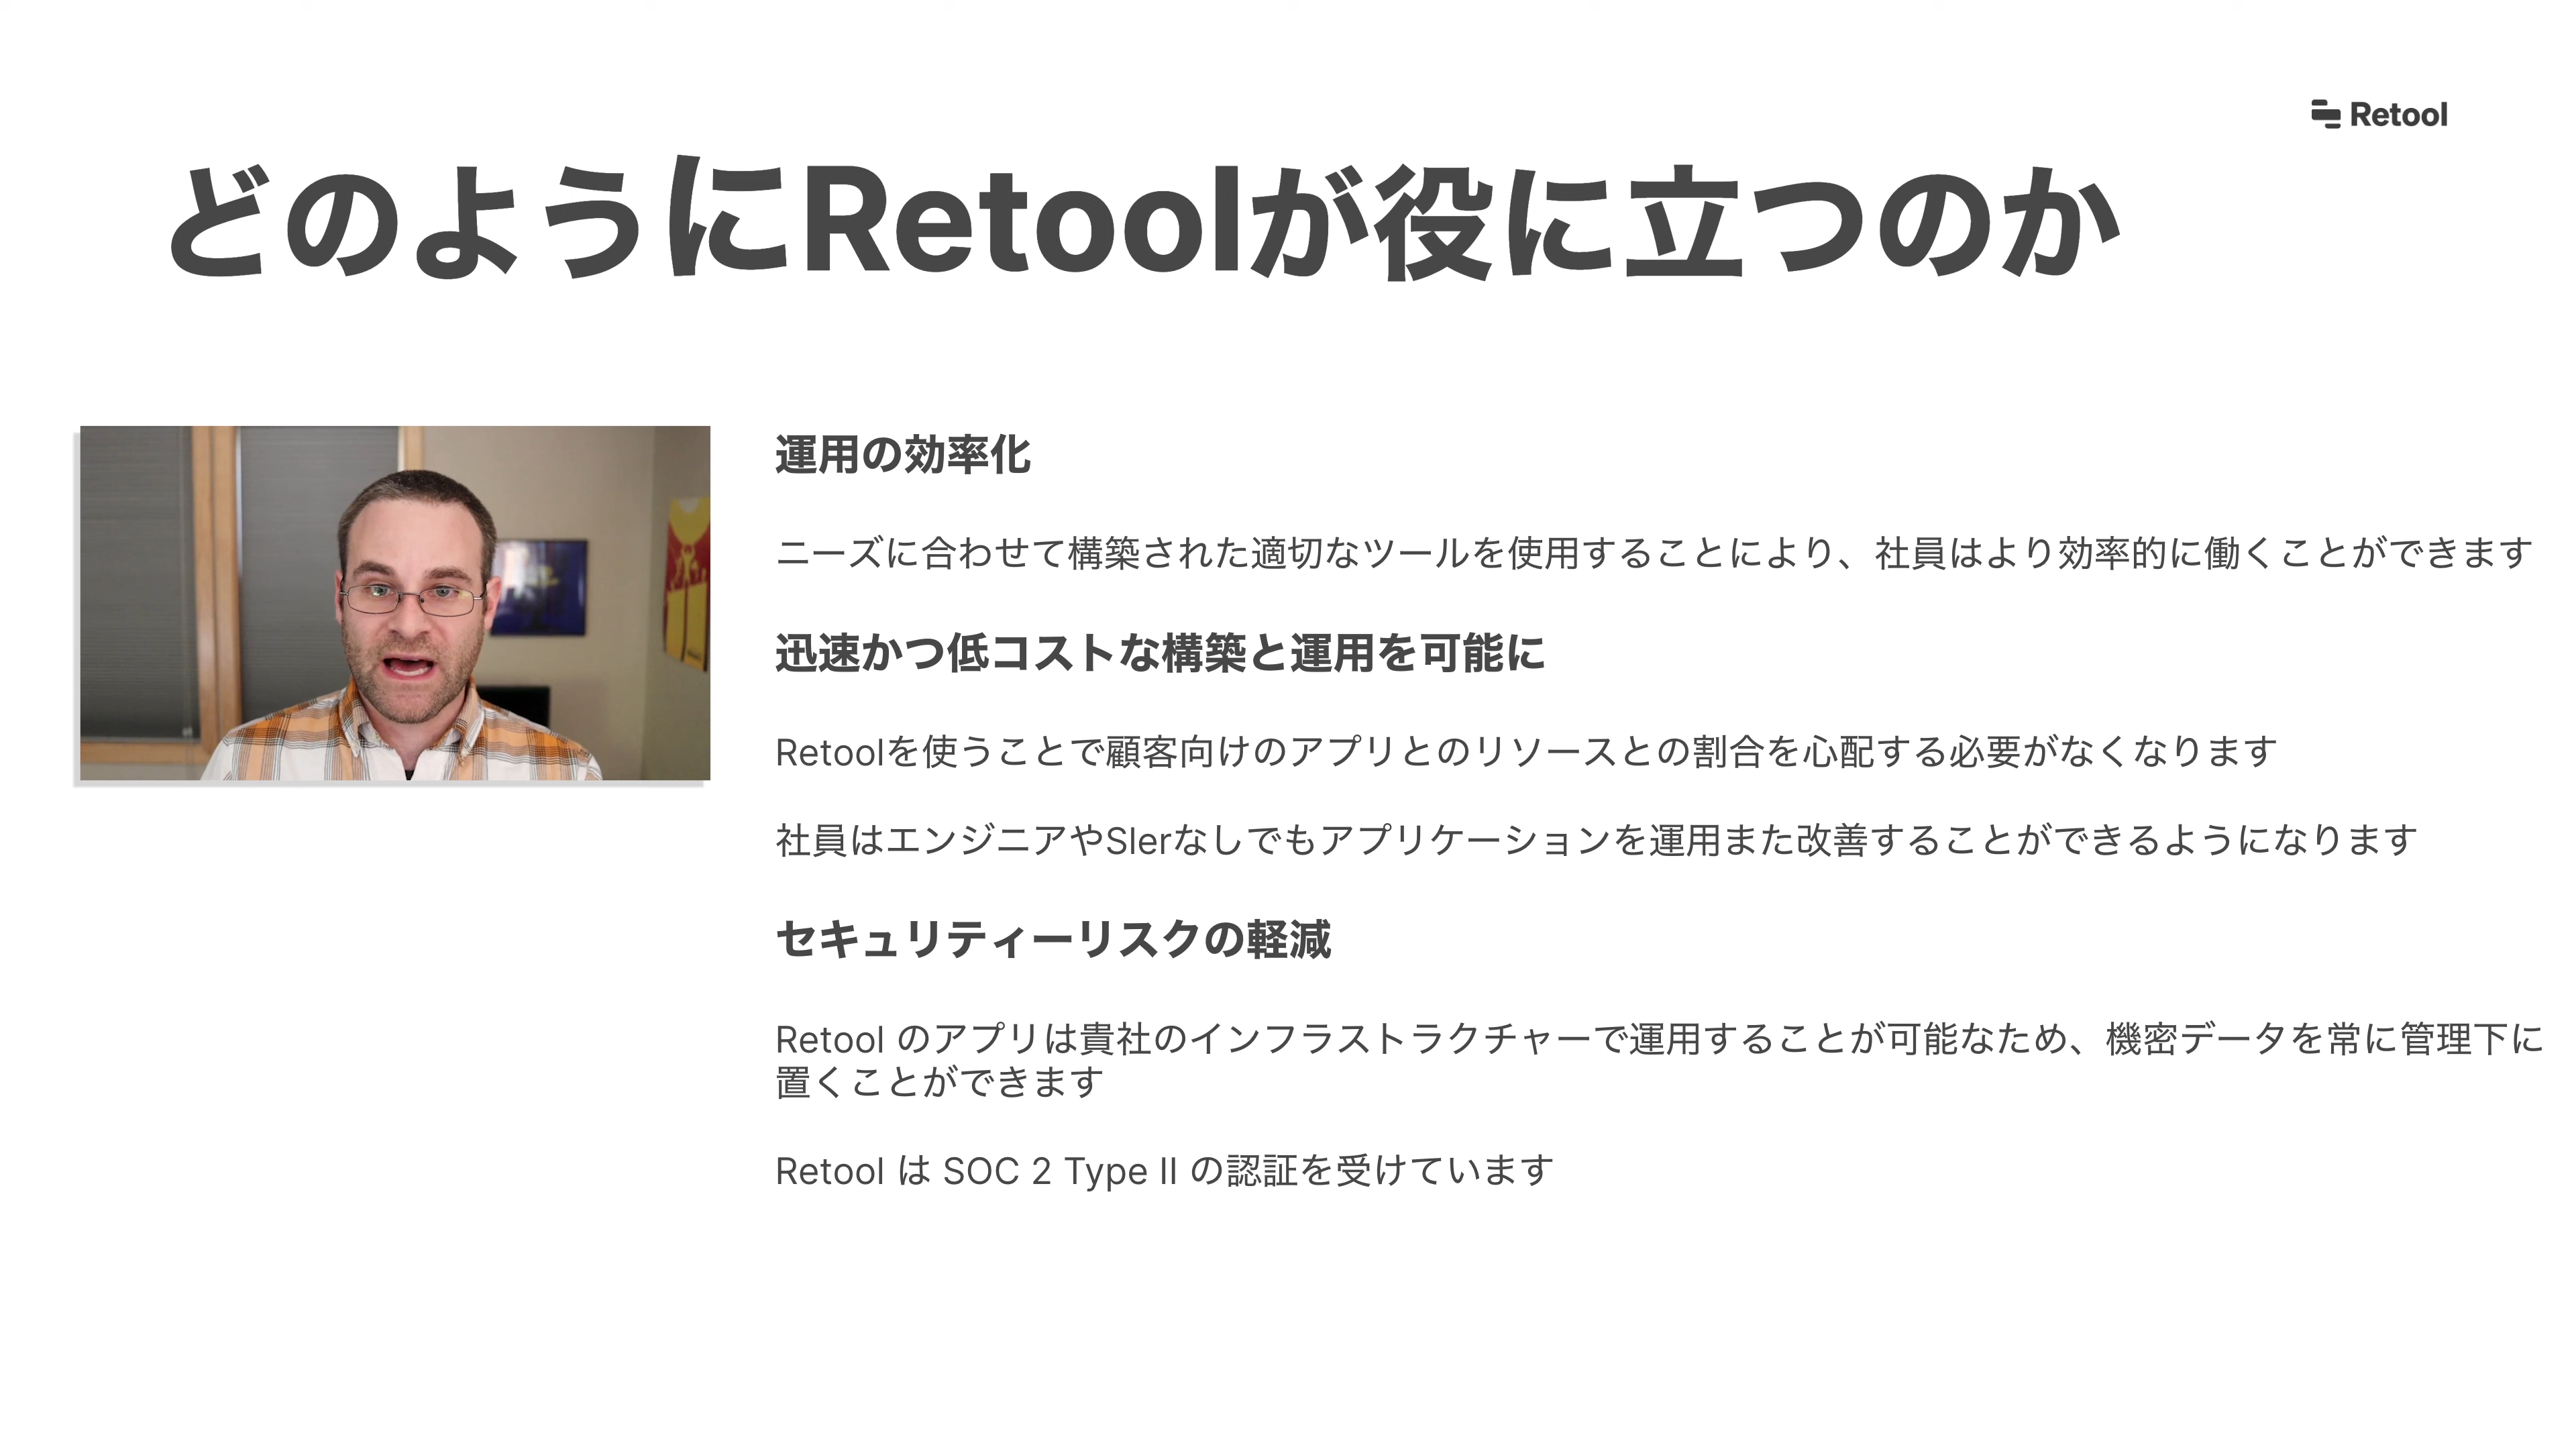 Retool
どのようにRetoolが役に立つのか
運用の効率化
ニーズに合わせて構築された適切なツールを使用することにより、社員はより効率的に働くことができます
迅速かつ低コストな構築と運用を可能に
Retoolを使うことで顧客向けのアプリとのリソースとの割合を心配する必要がなくなります
社員はエンジニアやSIerなしでもアプリケーションを運用また改善することができるようになります
セキュリティーリスクの軽減
Retool のアプリは貴社のインフラストラクチャーで運用することが可能なため、機密データを常に管理下に
置くことができます
Retool は SOC 2 Type II の認証を受けています